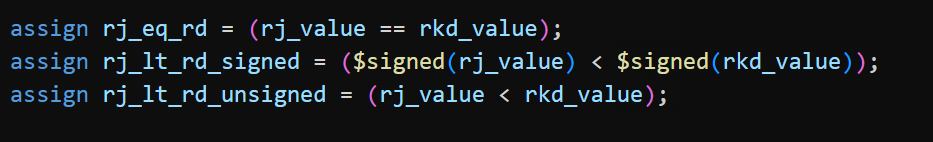 assign rj_eq_rd = (rj_value == rkd_value);
assign rj_lt_rd_signed = ($signed(rj_value) < $signed(rkd_value));
assign rj_lt_rd_unsigned = (rj_value < rkd_value);